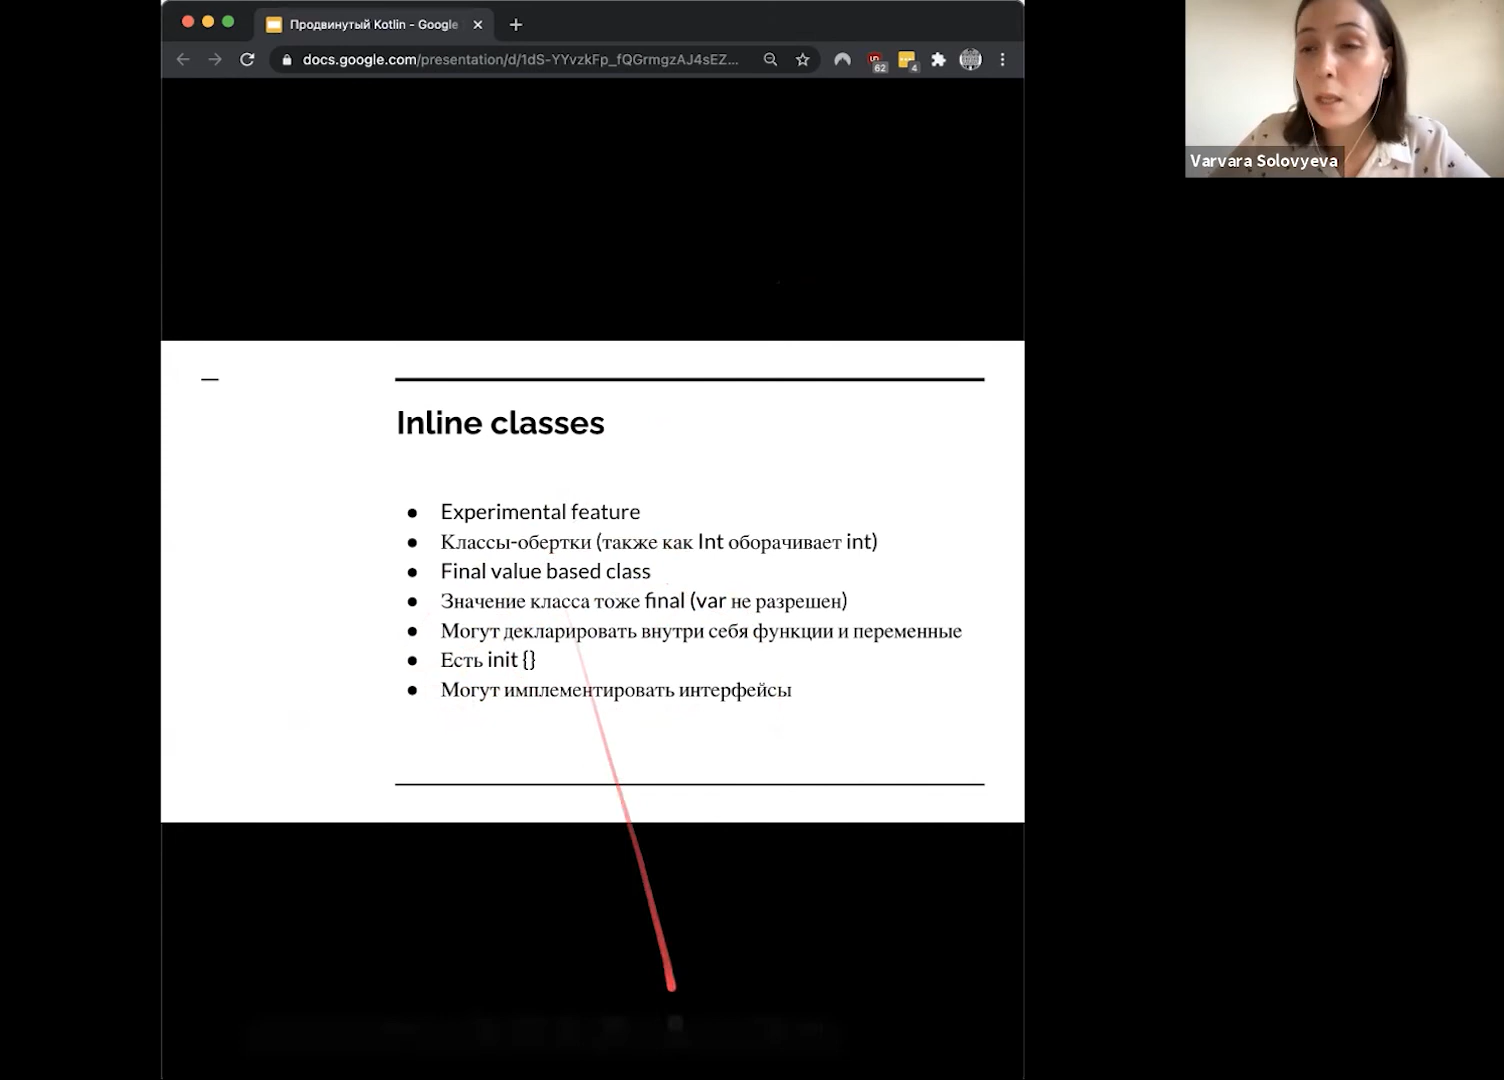 Продвинутый Kotlin - Google
docs.google.com/presentation/d/1dS-YYvzkFp_fQGrmgzAJ4sEZ...
62
4
Varvara Solovyeva
Inline classes
Experimental feature
Классы-обертки (также как Int оборачивает int)
Final value based class
Значение класса тоже final (var не разрешен)
Могут декларировать внутри себя функции и переменные
Есть init {}
Могут имплементировать интерфейсы